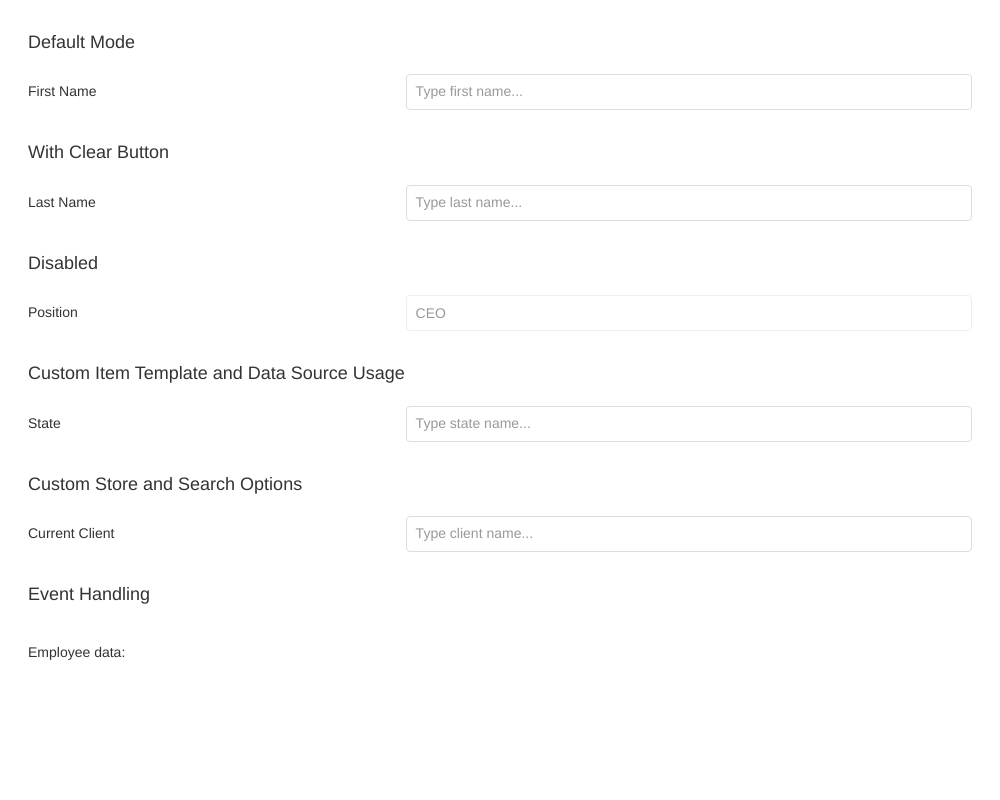 Default Mode
First Name
Type first name...
With Clear Button
Last Name
Type last name...
Disabled
Position
CEO
Custom Item Template and Data Source Usage
State
Type state name...
Custom Store and Search Options
Current Client
Type client name...
Event Handling
Employee data: